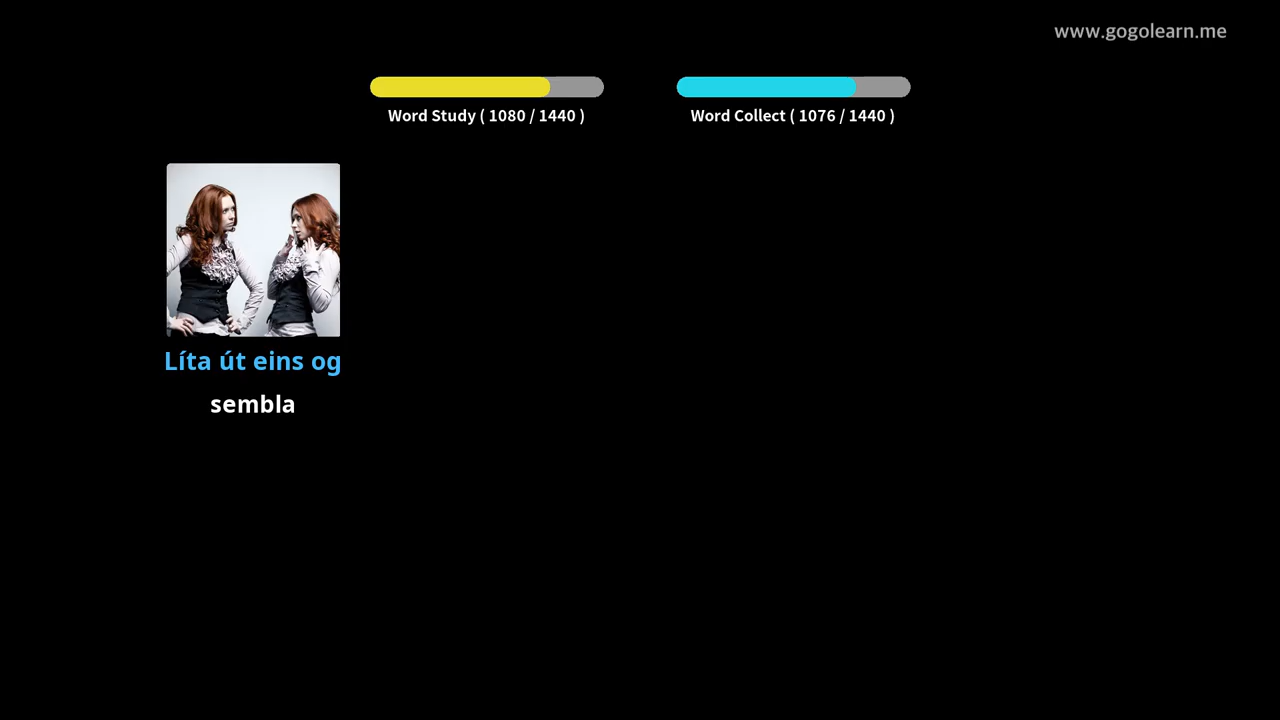 www.gogolearn.me
Word Study ( 1080 / 1440 )
Word Collect ( 1076 / 1440 )
Líta út eins og
sembla